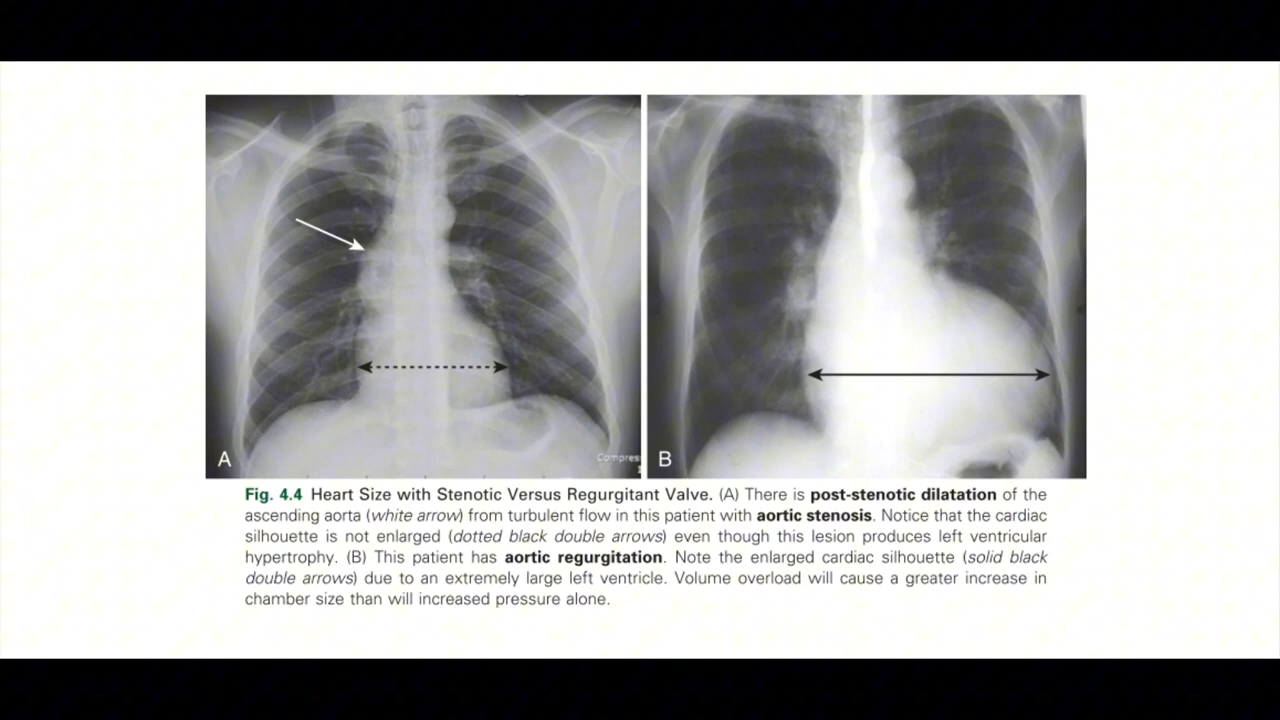 Compres
A
B
Fig. 4.4 Heart Size with Stenotic Versus Regurgitant Valve. (A) There is post-stenotic dilatation of the
ascending aorta (white arrow) from turbulent flow in this patient with aortic stenosis. Notice that the cardiac
silhouette is not enlarged (dotted black double arrows) even though this lesion produces left ventricular
hypertrophy. (B) This patient has aortic regurgitation. Note the enlarged cardiac silhouette (solid black
double arrows) due to an extremely large left ventricle. Volume overload will cause a greater increase in
chamber size than will increased pressure alone.